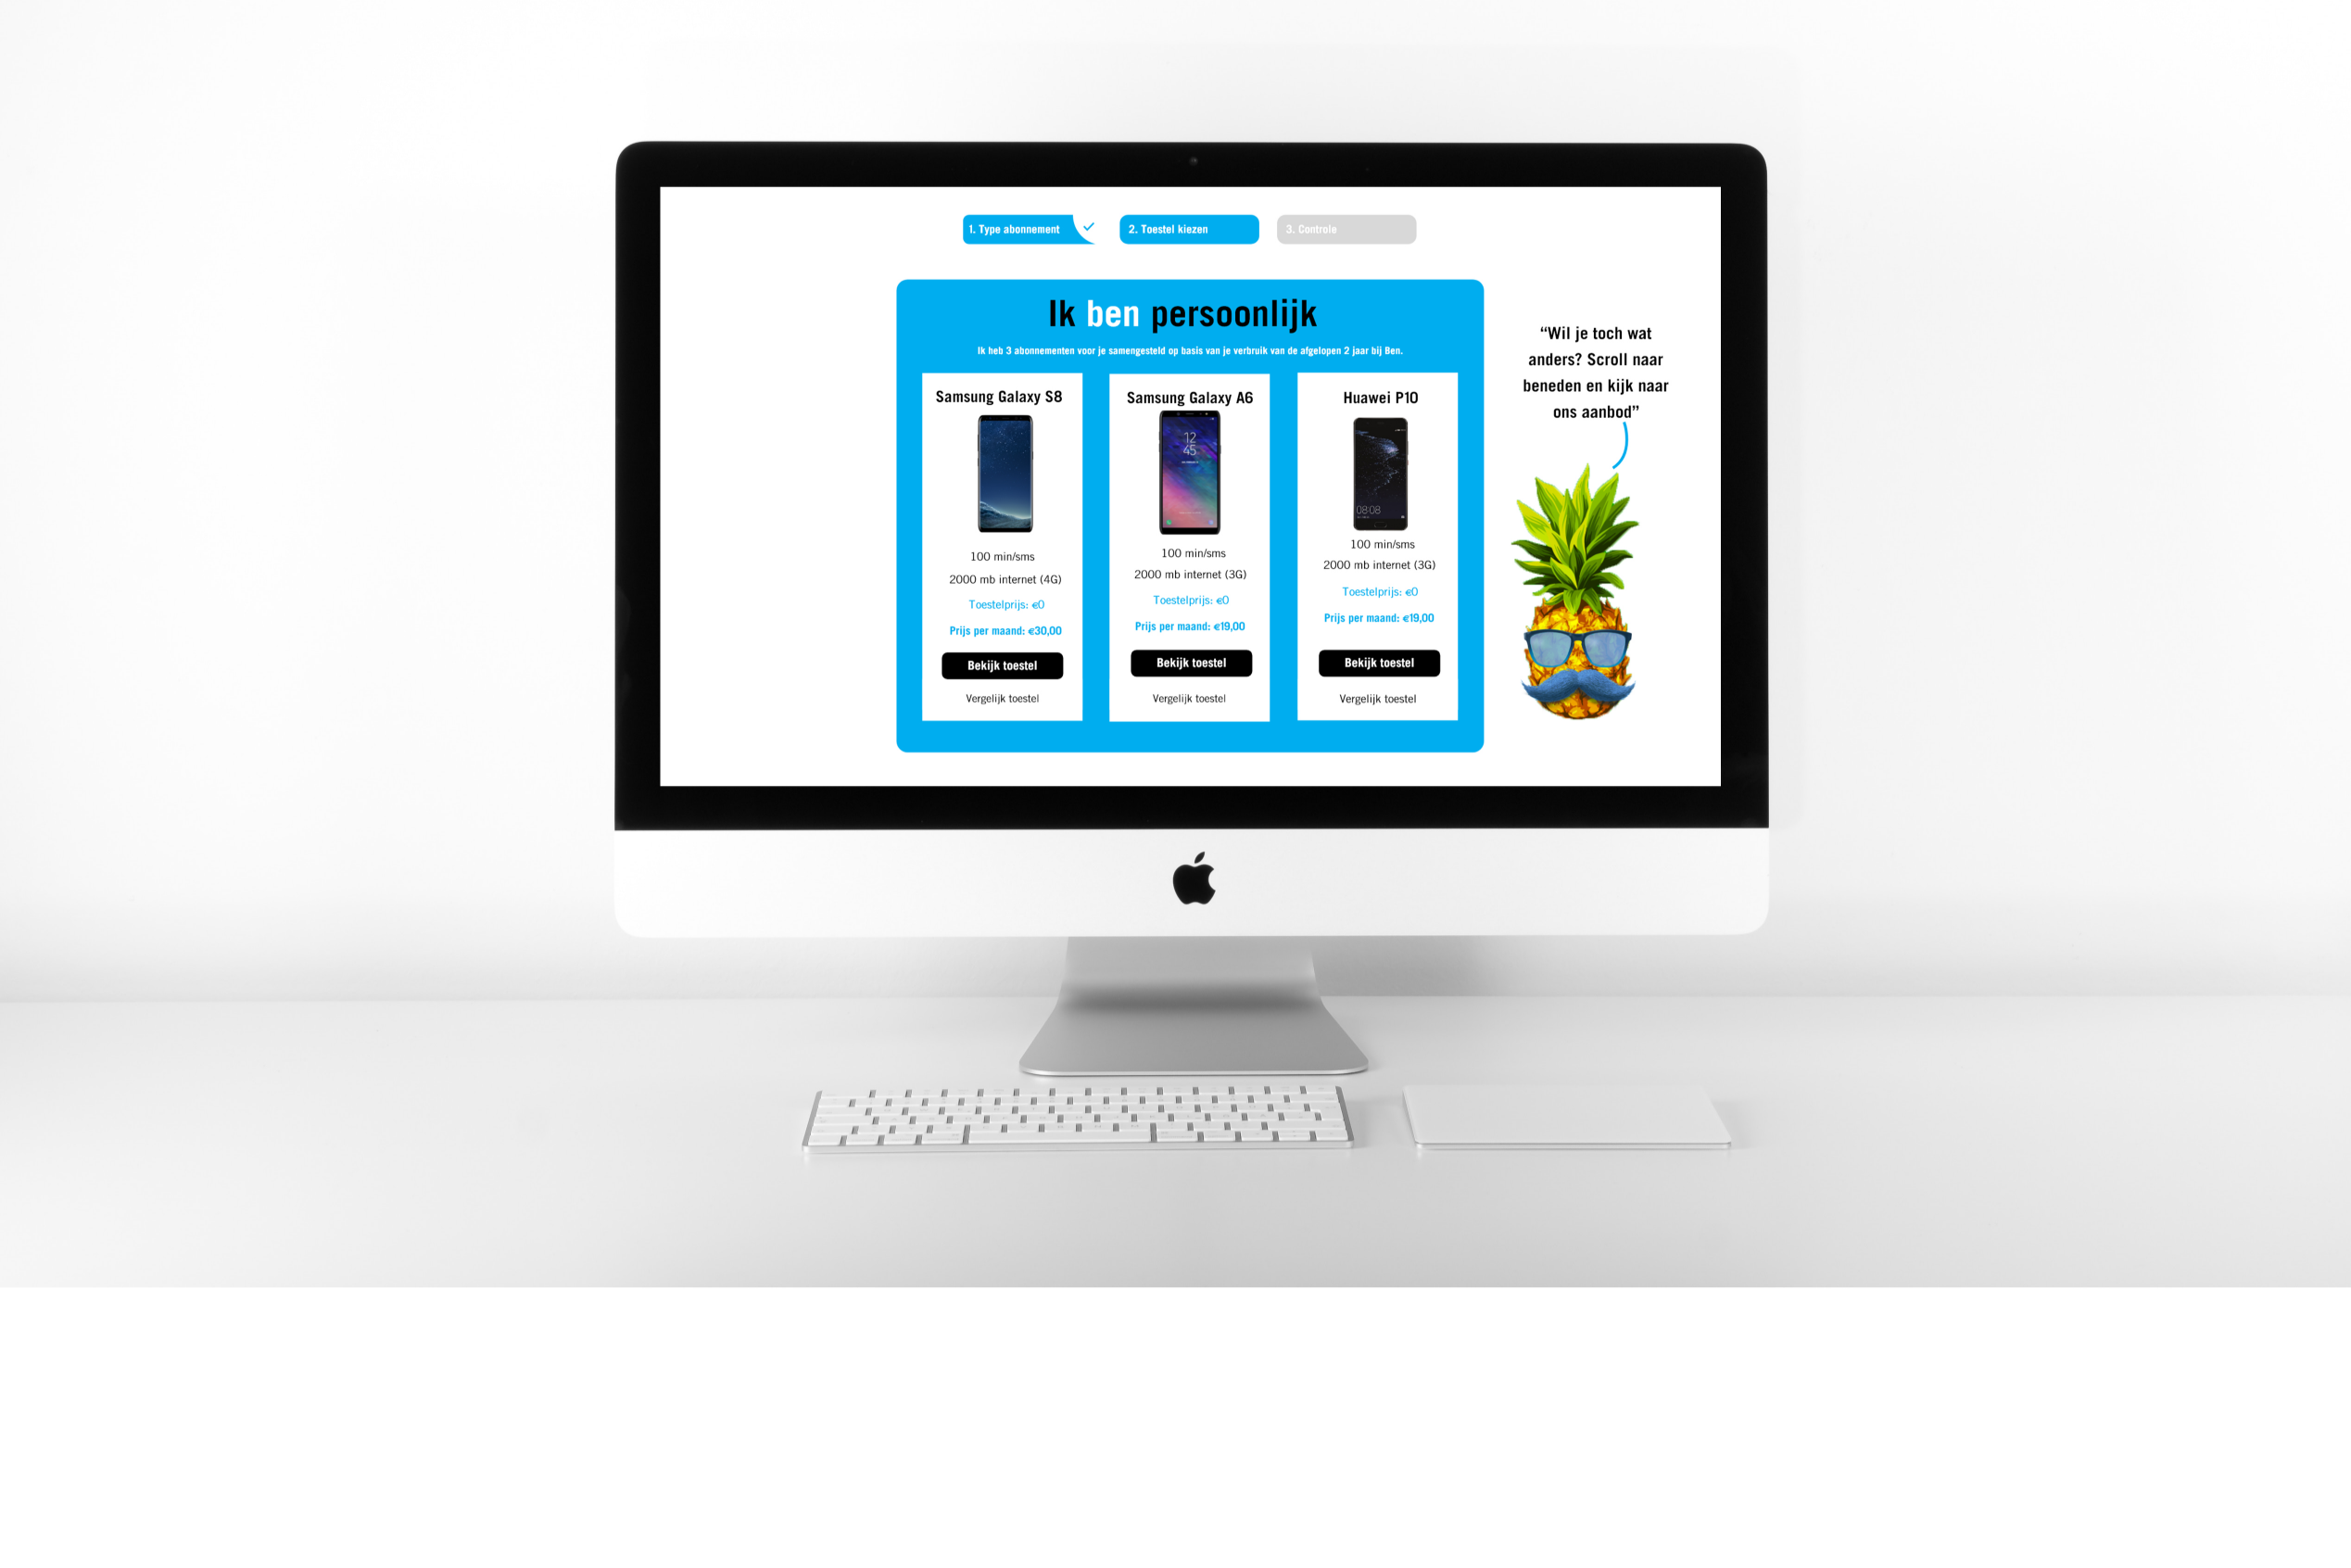 1. Type abonnement
2. Toestel kiezen
3. Controle
Ik ben persoonlijk
Ik heb 3 abonnementen voor je samengesteld op basis van je verbruik van de afgelopen 2 jaar bij Ben.
Samsung Galaxy S8
100 min/sms
2000 mb internet (4G)
Toestelprijs: €0
Prijs per maand: €30,00
Bekijk toestel
Vergelijk toestel
Samsung Galaxy A6
12
45
100 min/sms
2000 mb internet (3G)
Toestelprijs: €0
Prijs per maand: €19,00
Bekijk toestel
Vergelijk toestel
Huawei P10
08:08
100 min/sms
2000 mb internet (3G)
Toestelprijs: €0
Prijs per maand: €19,00
Bekijk toestel
Vergelijk toestel
“Wil je toch wat
anders? Scroll naar
beneden en kijk naar
ons aanbod”